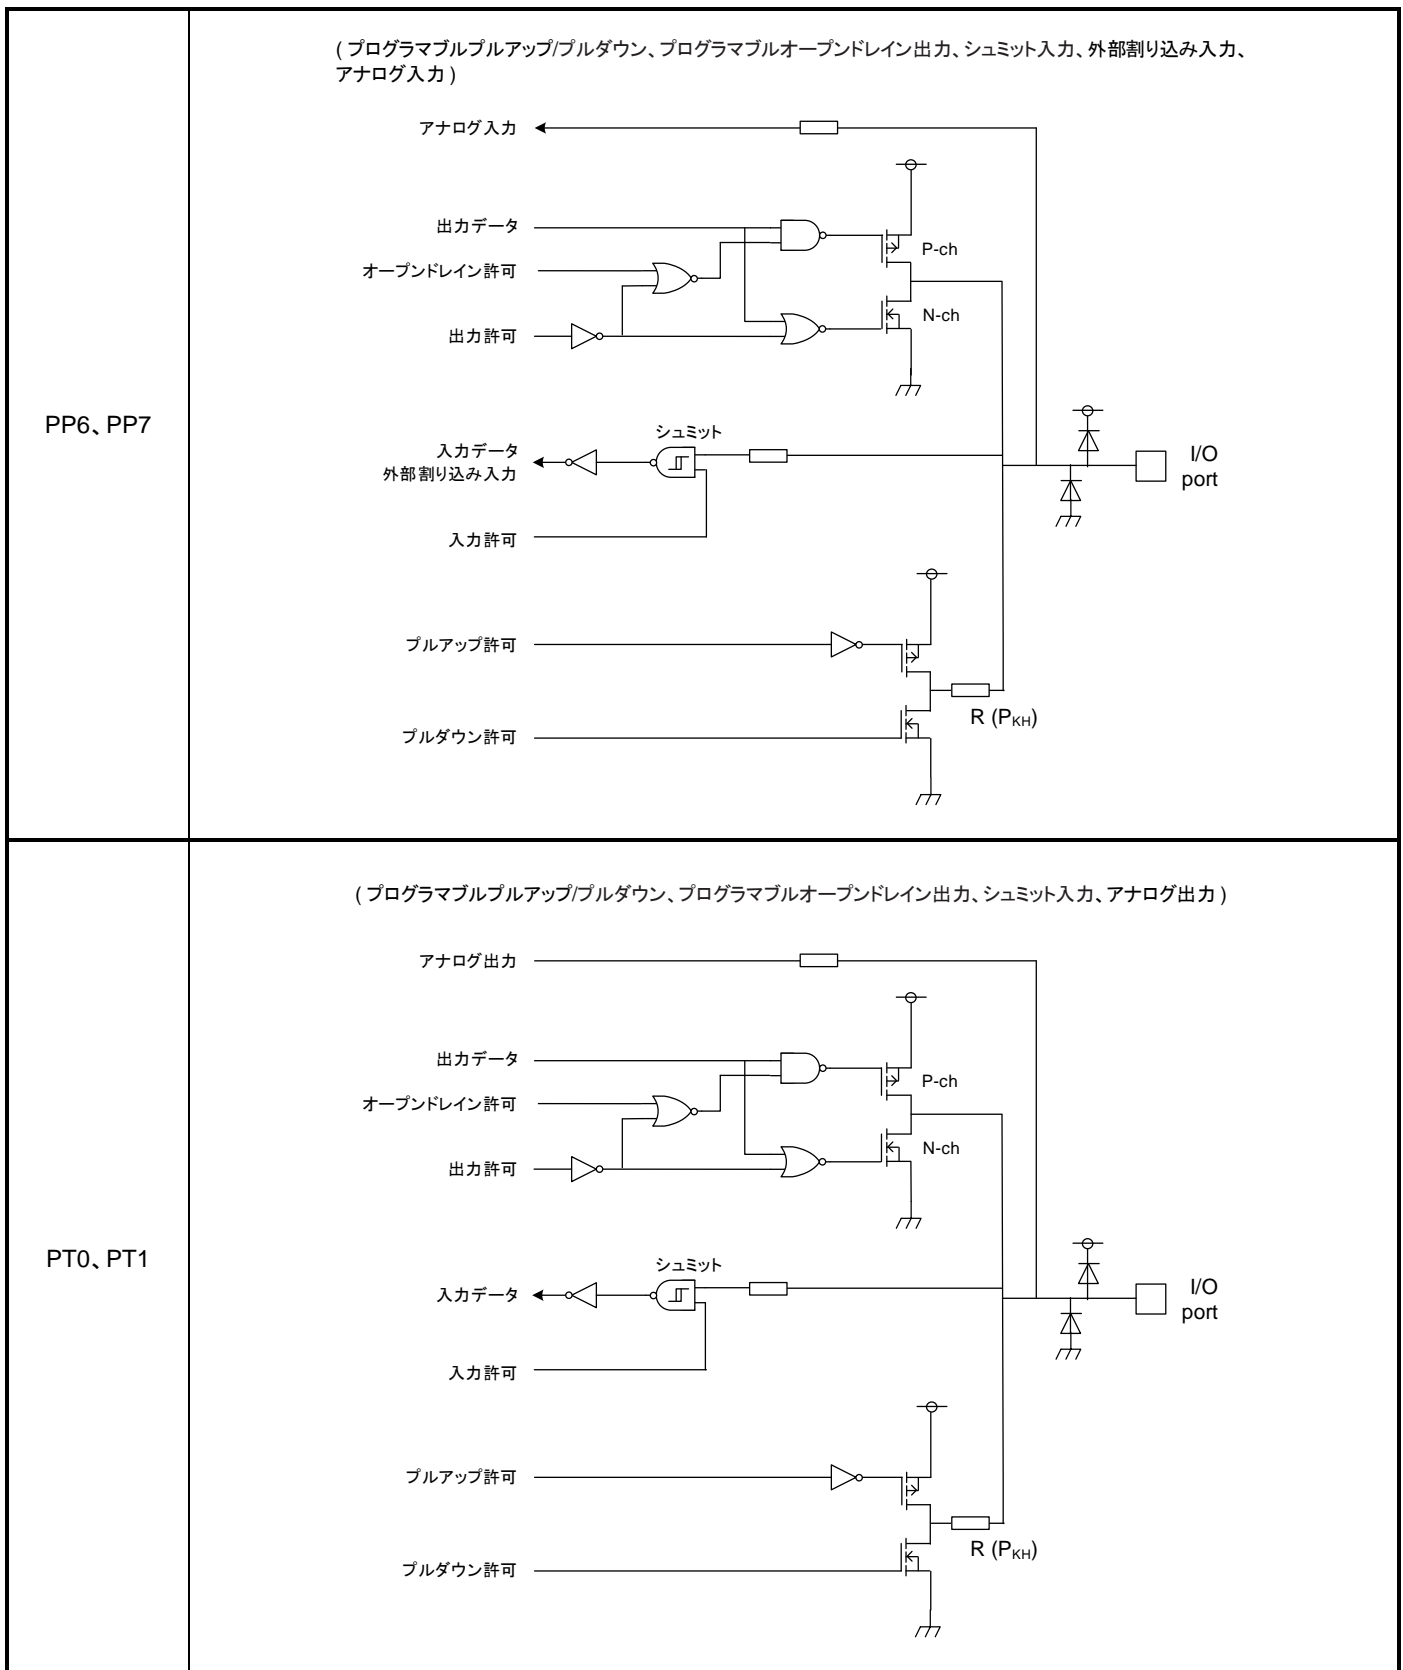 ( プログラマブルプルアップ/プルダウン、プログラマブルオープンドレイン出力、シュミット入力、外部割り込み入力、
アナログ入力 )
アナログ入力
出力データ
P-ch
オープンドレイン許可
N-ch
出力許可
PP6、PP7
シュミット
入力データ
外部割り込み入力
I/O
port
入力許可
プルアップ許可
R (PKH)
プルダウン許可
( プログラマブルプルアップ/プルダウン、プログラマブルオープンドレイン出力、シュミット入力、アナログ出力 )
アナログ出力
出力データ
P-ch
オープンドレイン許可
N-ch
出力許可
PT0、PT1
シュミット
入力データ
I/O
port
入力許可
プルアップ許可
R (PKH)
プルダウン許可